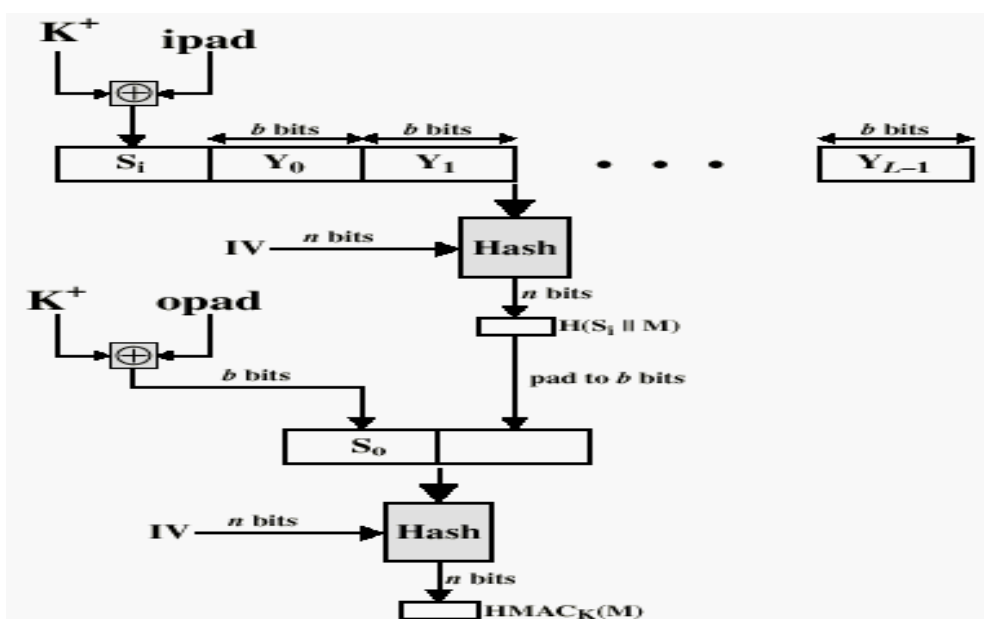 K⁺ ipad
⊕
b bits b bits b bits
Sᵢ Y₀ Y₁ • • • Y_L−1
IV n bits Hash
n bits
K⁺ opad
H(Sᵢ || M)
⊕
b bits pad to b bits
Sₒ
IV n bits Hash
n bits
HMAC_K(M)